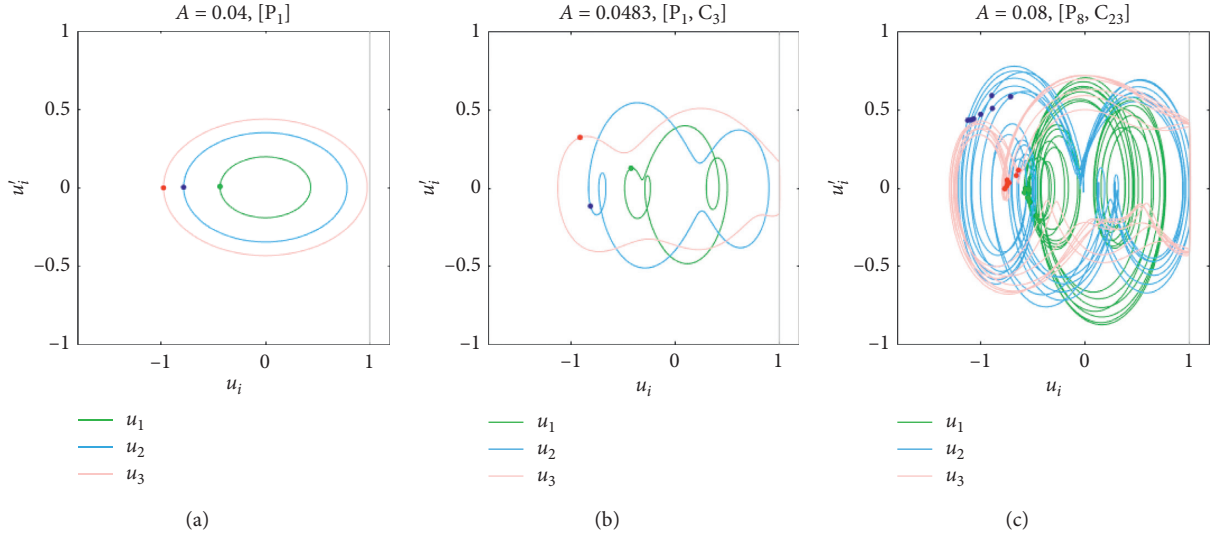 A = 0.04, [P1]
1
0.5
0
−0.5
−1
−1
0
1
u′i
ui
u1
u2
u3
(a)
A = 0.0483, [P1, C3]
1
0.5
0
−0.5
−1
−1
0
1
u′i
ui
u1
u2
u3
(b)
A = 0.08, [P8, C23]
1
0.5
0
−0.5
−1
−1
0
1
u′i
ui
u1
u2
u3
(c)